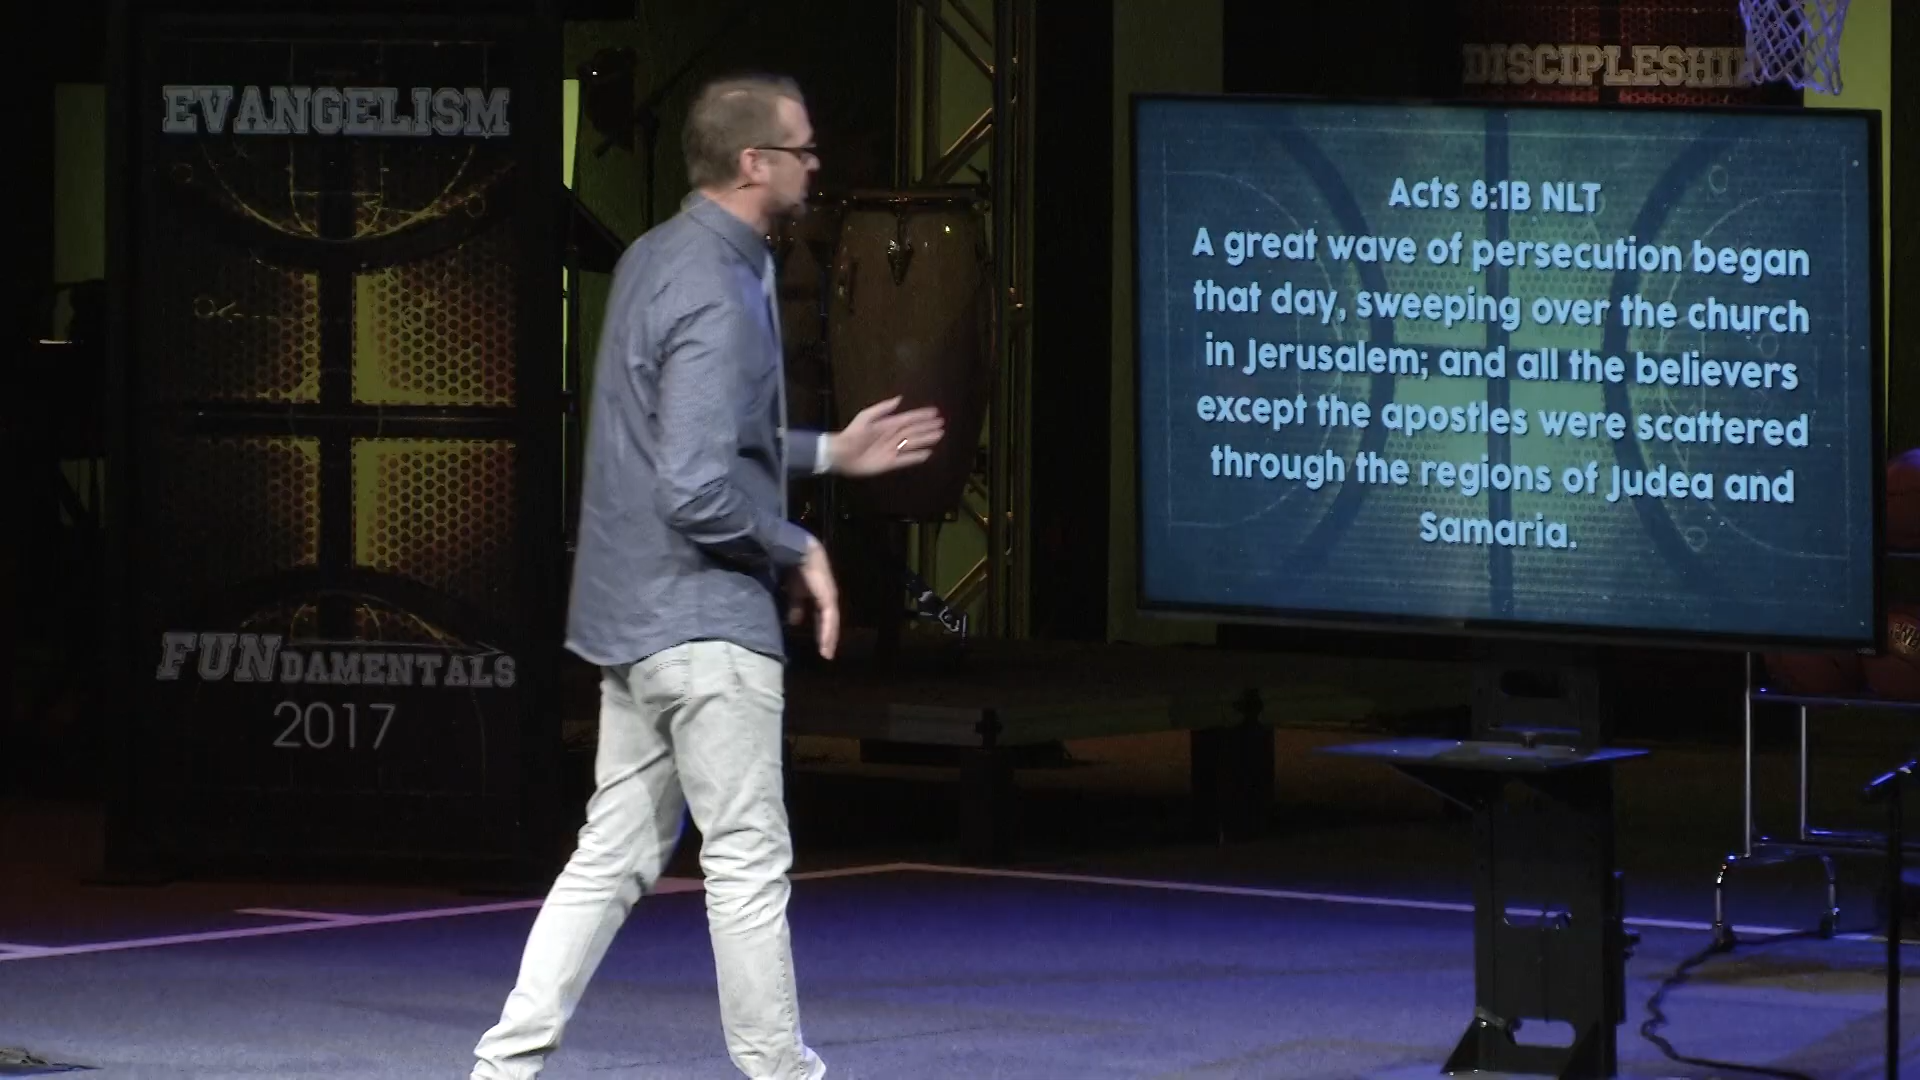 EVANGELISM
FUNDAMENTALS
2017
DISCIPLESHIP
Acts 8:1B NLT
A great wave of persecution began
that day, sweeping over the church
in Jerusalem; and all the believers
except the apostles were scattered
through the regions of Judea and
Samaria.